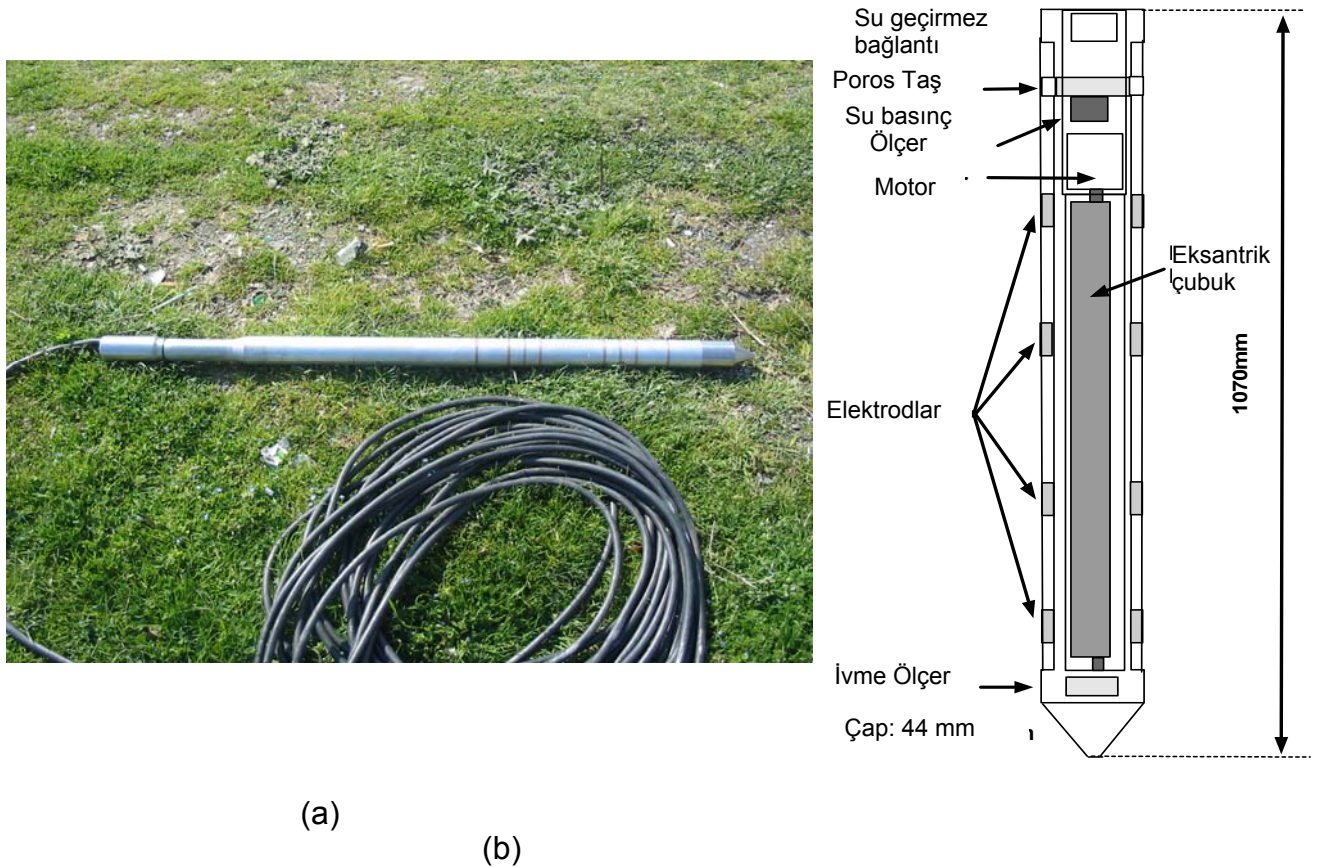 Su geçirmez
bağlantı
Poros Taş
Su basınç
Ölçer
Motor
Eksantrik
çubuk
1070mm
Elektrodlar
İvme Ölçer
Çap: 44 mm
(a)
(b)